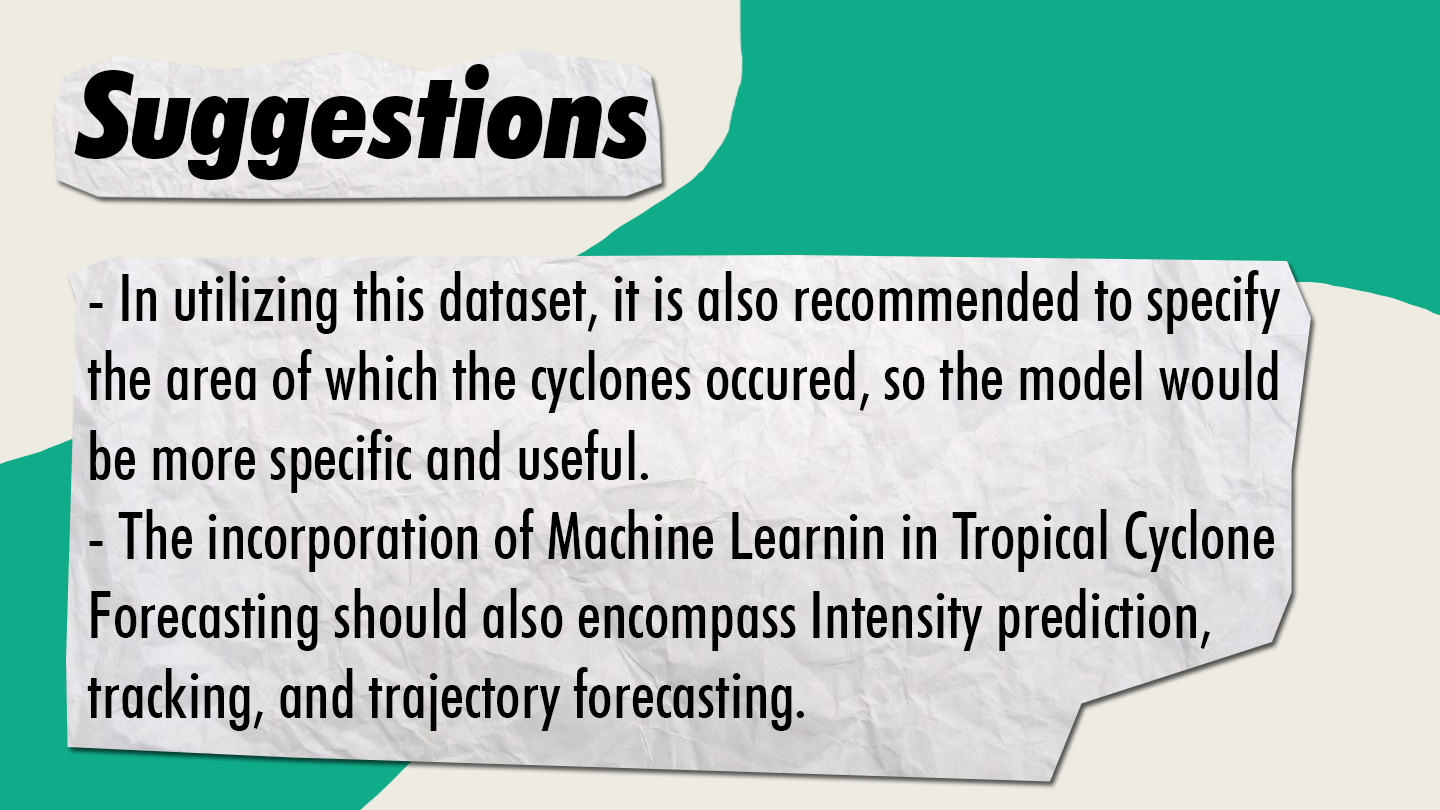 Suggestions
- In utilizing this dataset, it is also recommended to specify
the area of which the cyclones occured, so the model would
be more specific and useful.
- The incorporation of Machine Learnin in Tropical Cyclone
Forecasting should also encompass Intensity prediction,
tracking, and trajectory forecasting.